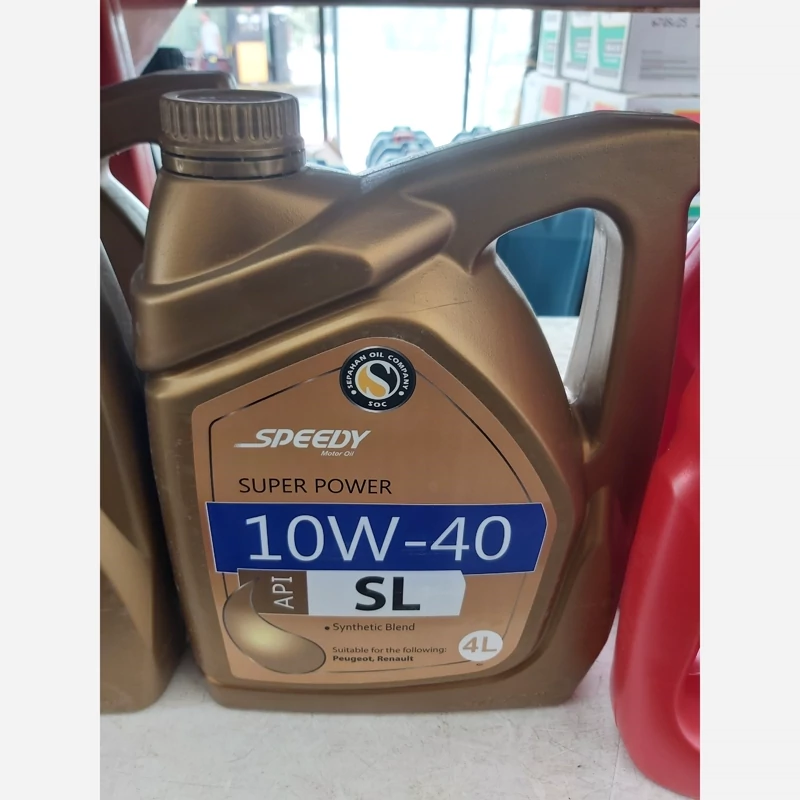 SEPAHAN OIL COMPANY
S
SOC
SPEEDY
Motor Oil
SUPER POWER
10W-40
API
SL
• Synthetic Blend
Suitable for the following:
Peugeot, Renault
4L